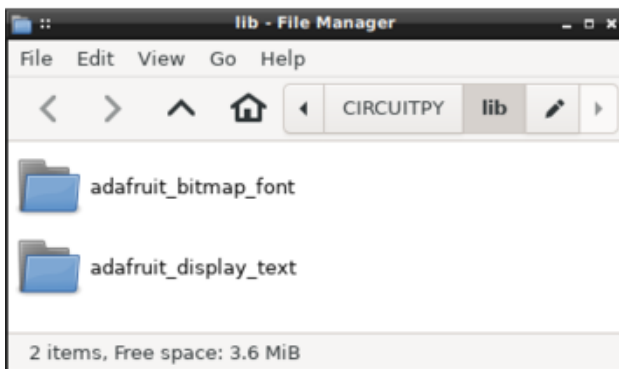 lib - File Manager
File Edit View Go Help
CIRCUITPY lib
adafruit_bitmap_font
adafruit_display_text
2 items, Free space: 3.6 MiB